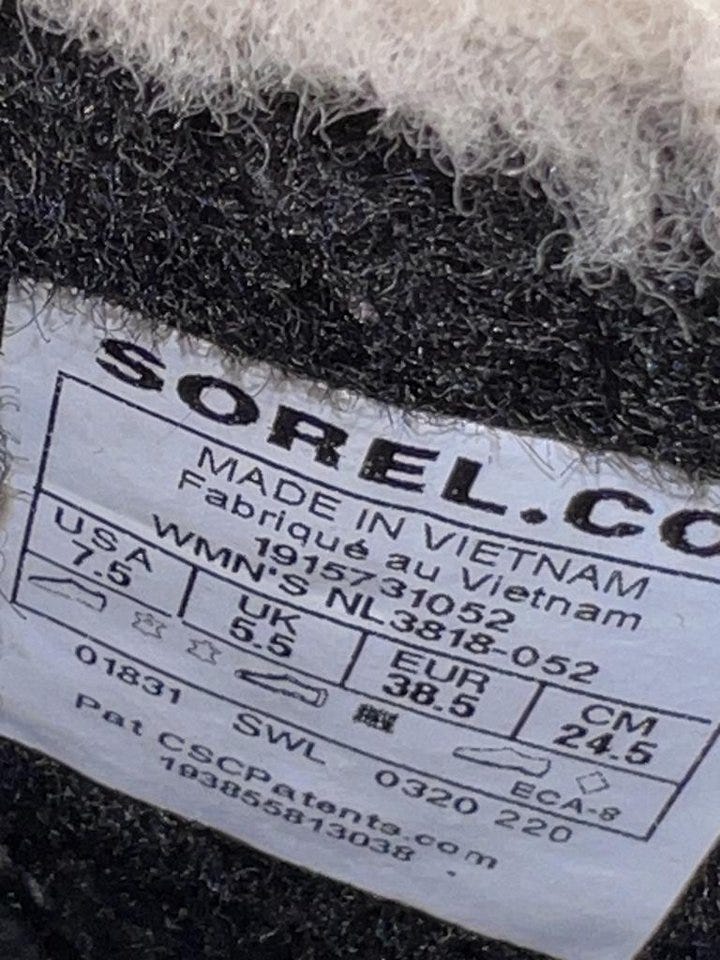 SOREL.CO
MADE IN VIETNAM
Fabriqué au Vietnam
1915731052
WMN'S NL3818-052
USA UK EUR CM
7.5 5.5 38.5 24.5
ECA-8
01831 SWL 0320 220
Pat CSCPatents.com
193855813038